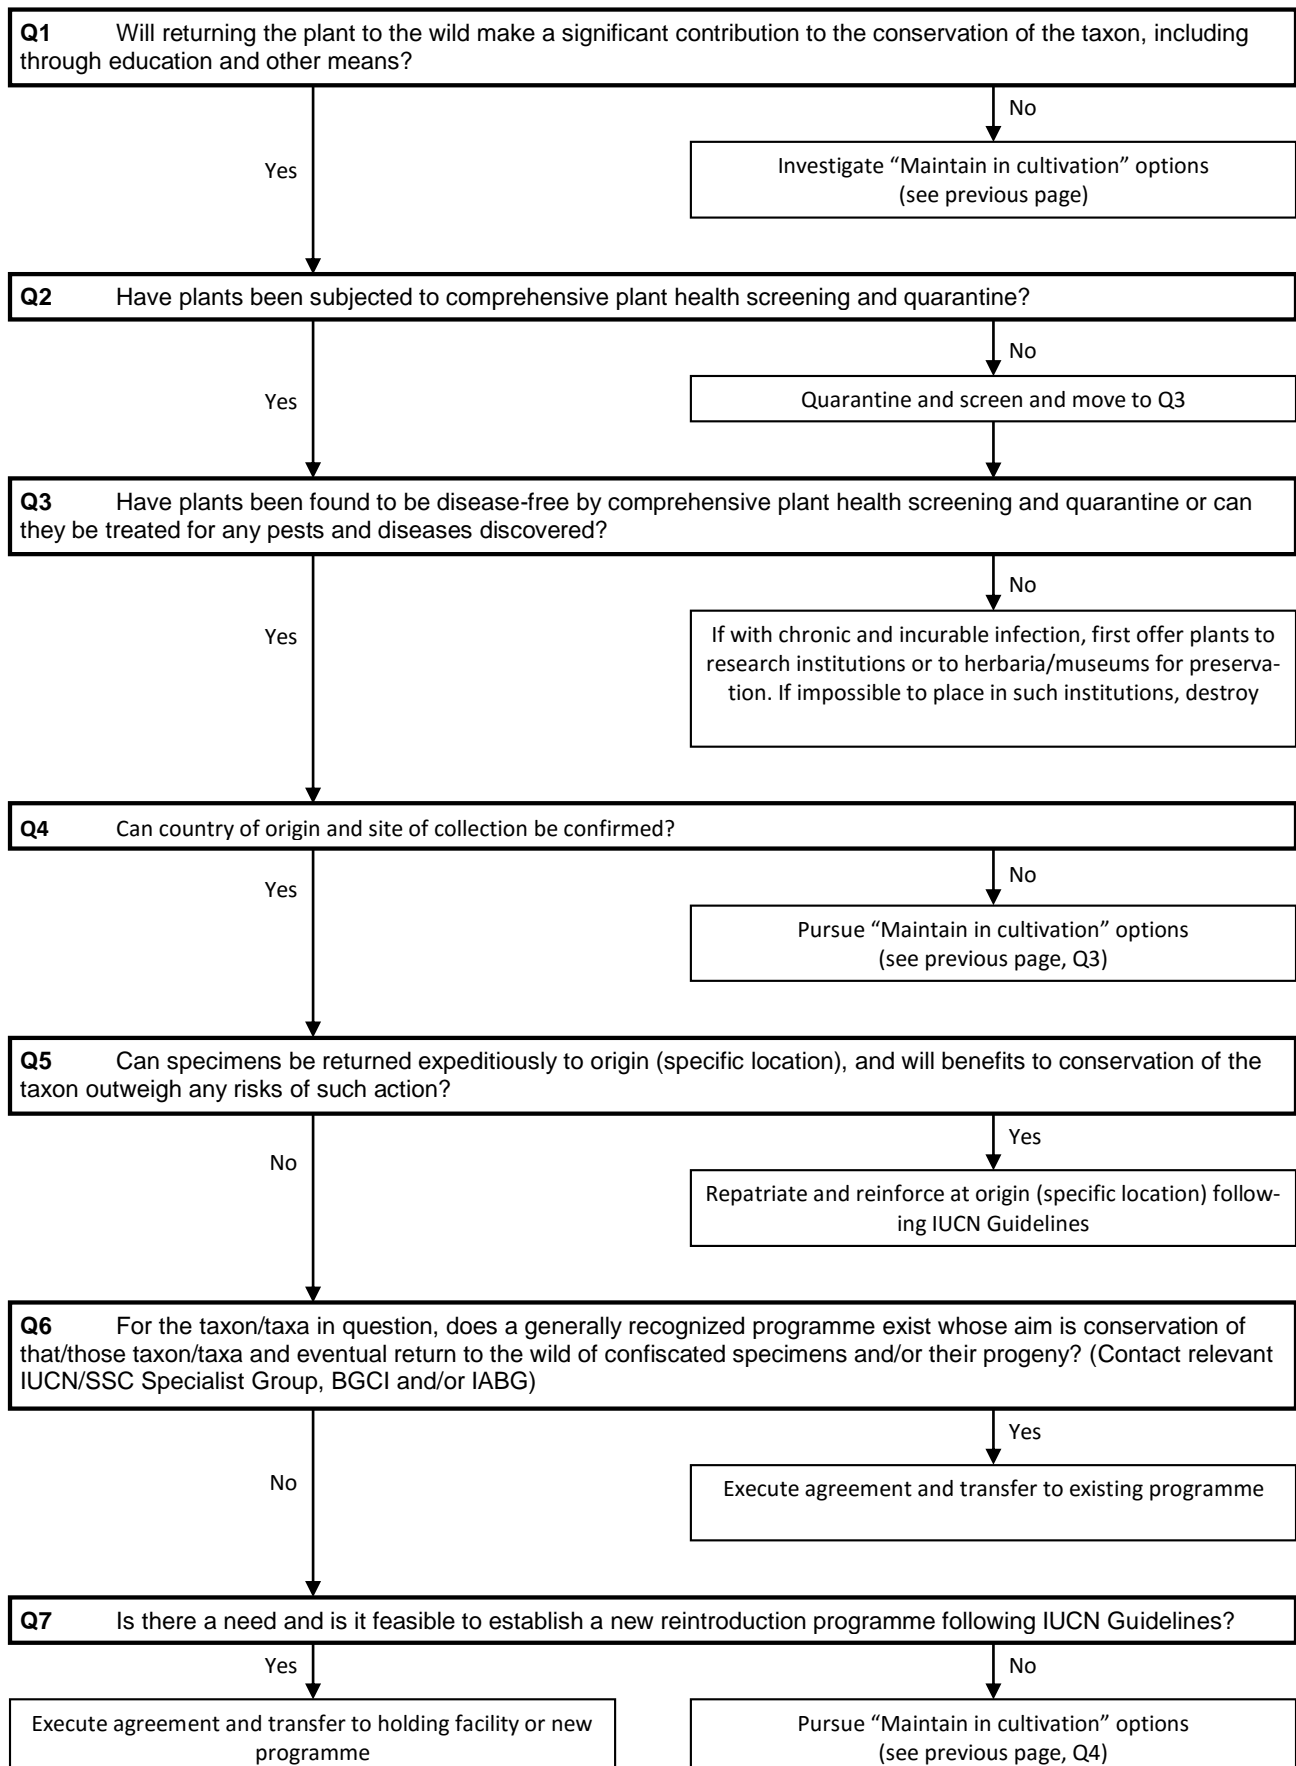 Q1 Will returning the plant to the wild make a significant contribution to the conservation of the taxon, including
through education and other means?
No
Yes
Investigate “Maintain in cultivation” options
(see previous page)
Q2 Have plants been subjected to comprehensive plant health screening and quarantine?
No
Yes
Quarantine and screen and move to Q3
Q3 Have plants been found to be disease-free by comprehensive plant health screening and quarantine or can
they be treated for any pests and diseases discovered?
No
Yes
If with chronic and incurable infection, first offer plants to
research institutions or to herbaria/museums for preserva-
tion. If impossible to place in such institutions, destroy
Q4 Can country of origin and site of collection be confirmed?
No
Yes
Pursue “Maintain in cultivation” options
(see previous page, Q3)
Q5 Can specimens be returned expeditiously to origin (specific location), and will benefits to conservation of the
taxon outweigh any risks of such action?
Yes
No
Repatriate and reinforce at origin (specific location) follow-
ing IUCN Guidelines
Q6 For the taxon/taxa in question, does a generally recognized programme exist whose aim is conservation of
that/those taxon/taxa and eventual return to the wild of confiscated specimens and/or their progeny? (Contact relevant
IUCN/SSC Specialist Group, BGCI and/or IABG)
Yes
No
Execute agreement and transfer to existing programme
Q7 Is there a need and is it feasible to establish a new reintroduction programme following IUCN Guidelines?
Yes
No
Execute agreement and transfer to holding facility or new
programme
Pursue “Maintain in cultivation” options
(see previous page, Q4)